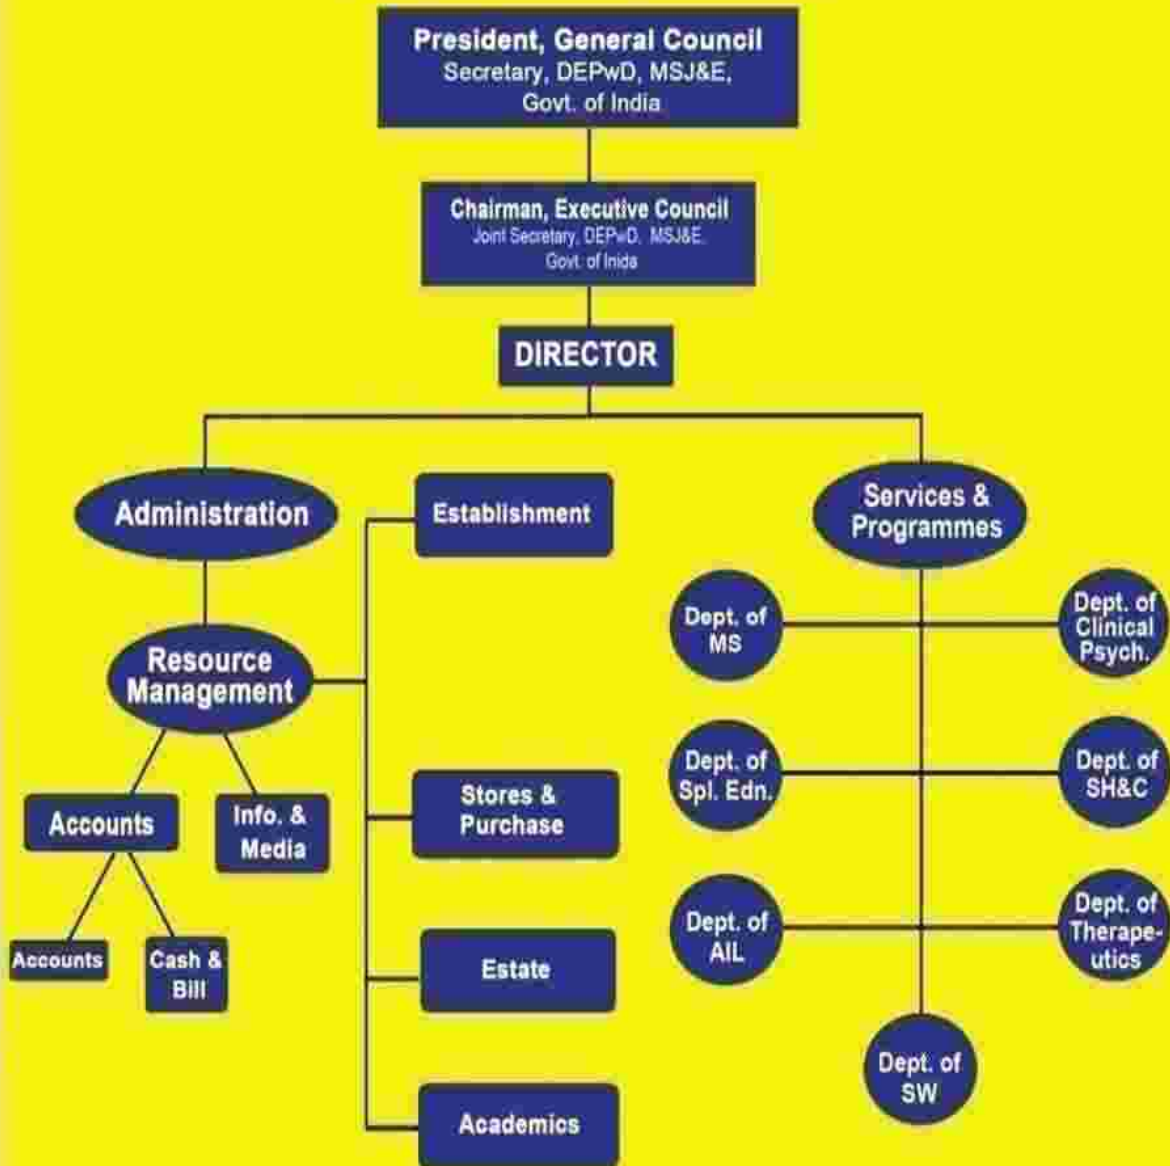 President, General Council
Secretary, DEPwD, MSJ&E,
Govt. of India
Chairman, Executive Council
Joint Secretary, DEPwD, MSJ&E,
Govt. of Inida
DIRECTOR
Administration
Establishment
Services &
Programmes
Resource
Management
Dept. of
MS
Dept. of
Clinical
Psych.
Accounts
Info. &
Media
Stores &
Purchase
Dept. of
Spl. Edn.
Dept. of
SH&C
Accounts
Cash &
Bill
Estate
Dept. of
AIL
Dept. of
Therape-
utics
Academics
Dept. of
SW